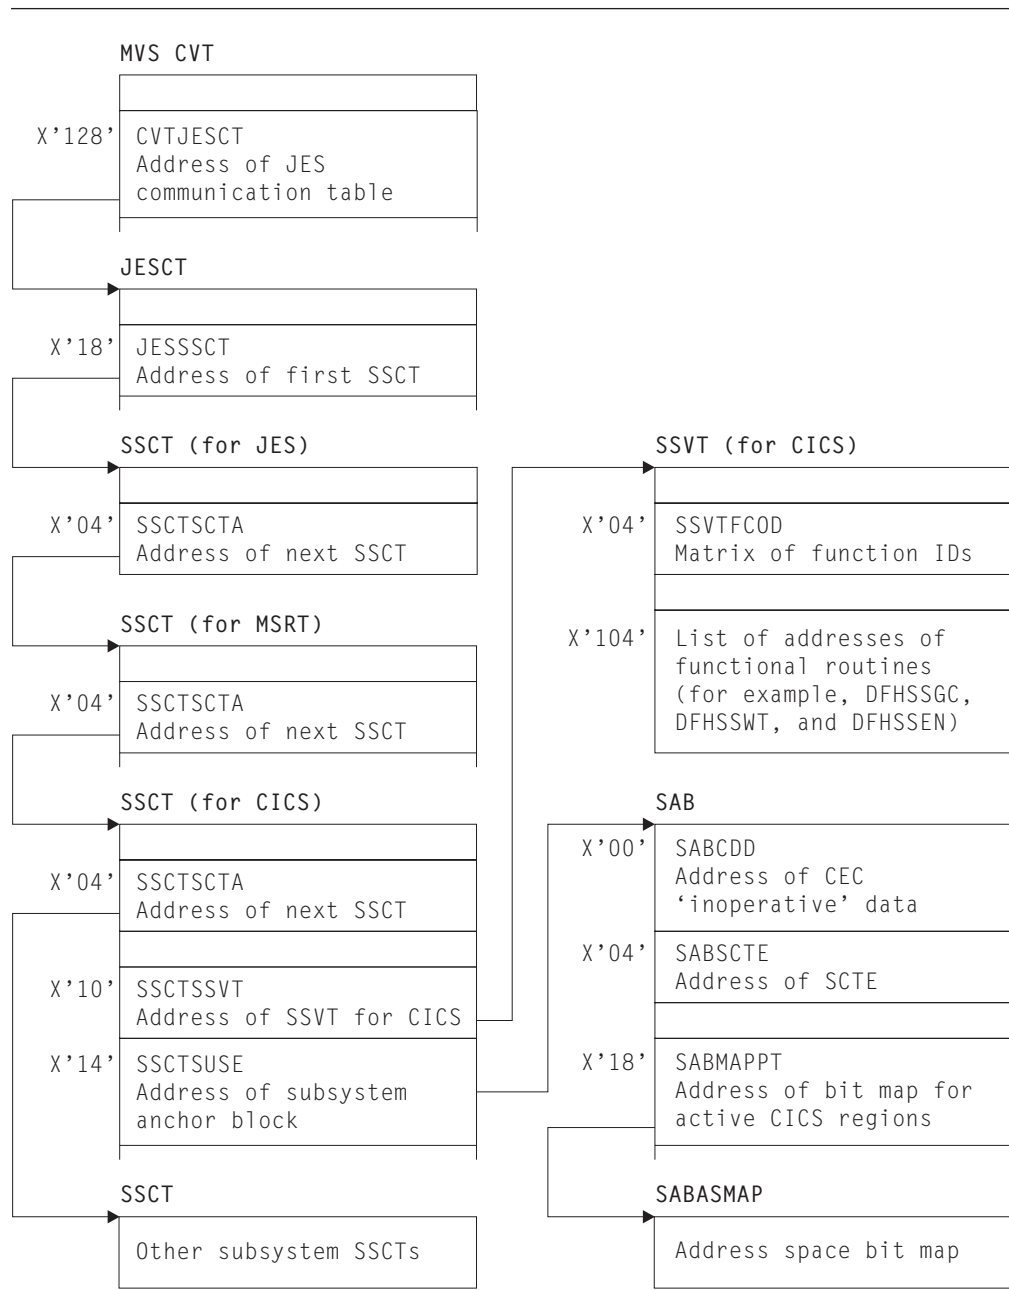 MVS CVT
X'128' CVTJESCT
Address of JES
communication table
JESCT
X'18' JESSSCT
Address of first SSCT
SSCT (for JES)
X'04' SSCTSCTA
Address of next SSCT
SSCT (for MSRT)
X'04' SSCTSCTA
Address of next SSCT
SSCT (for CICS)
X'04' SSCTSCTA
Address of next SSCT
X'10' SSCTSSVT
Address of SSVT for CICS
X'14' SSCTSUSE
Address of subsystem
anchor block
SSCT
Other subsystem SSCTs
SSVT (for CICS)
X'04' SSVTFCOD
Matrix of function IDs
X'104' List of addresses of
functional routines
(for example, DFHSSGC,
DFHSSWT, and DFHSSEN)
SAB
X'00' SABCDD
Address of CEC
‘inoperative’ data
X'04' SABSCTE
Address of SCTE
X'18' SABMAPPT
Address of bit map for
active CICS regions
SABASMAP
Address space bit map